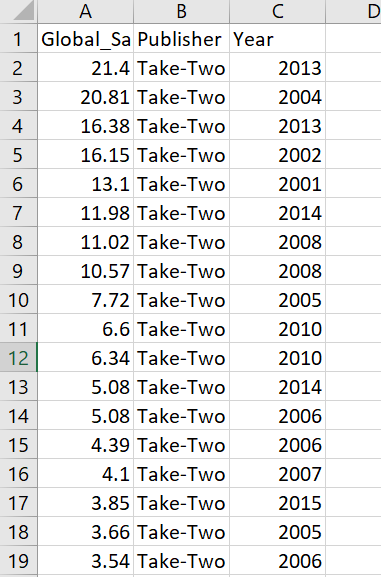 A B C D
1 Global_Sa Publisher Year
2 21.4 Take-Two 2013
3 20.81 Take-Two 2004
4 16.38 Take-Two 2013
5 16.15 Take-Two 2002
6 13.1 Take-Two 2001
7 11.98 Take-Two 2014
8 11.02 Take-Two 2008
9 10.57 Take-Two 2008
10 7.72 Take-Two 2005
11 6.6 Take-Two 2010
12 6.34 Take-Two 2010
13 5.08 Take-Two 2014
14 5.08 Take-Two 2006
15 4.39 Take-Two 2006
16 4.1 Take-Two 2007
17 3.85 Take-Two 2015
18 3.66 Take-Two 2005
19 3.54 Take-Two 2006